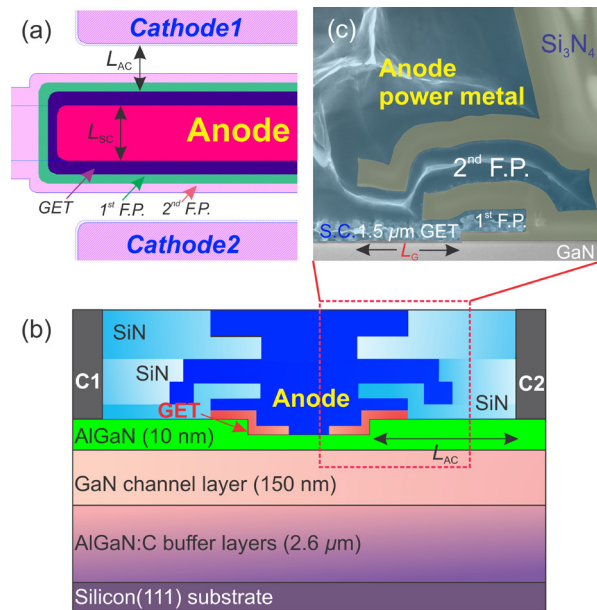 (a)
Cathode1
L_AC
Anode
L_SC
GET
1st F.P.
2nd F.P.
Cathode2
(c)
Si3N4
Anode
power metal
2nd F.P.
1st F.P.
S.C. 1.5 µm GET
L_G
GaN
(b)
SiN
SiN
C1
C2
Anode
SiN
GET
AlGaN (10 nm)
L_AC
GaN channel layer (150 nm)
AlGaN:C buffer layers (2.6 µm)
Silicon(111) substrate